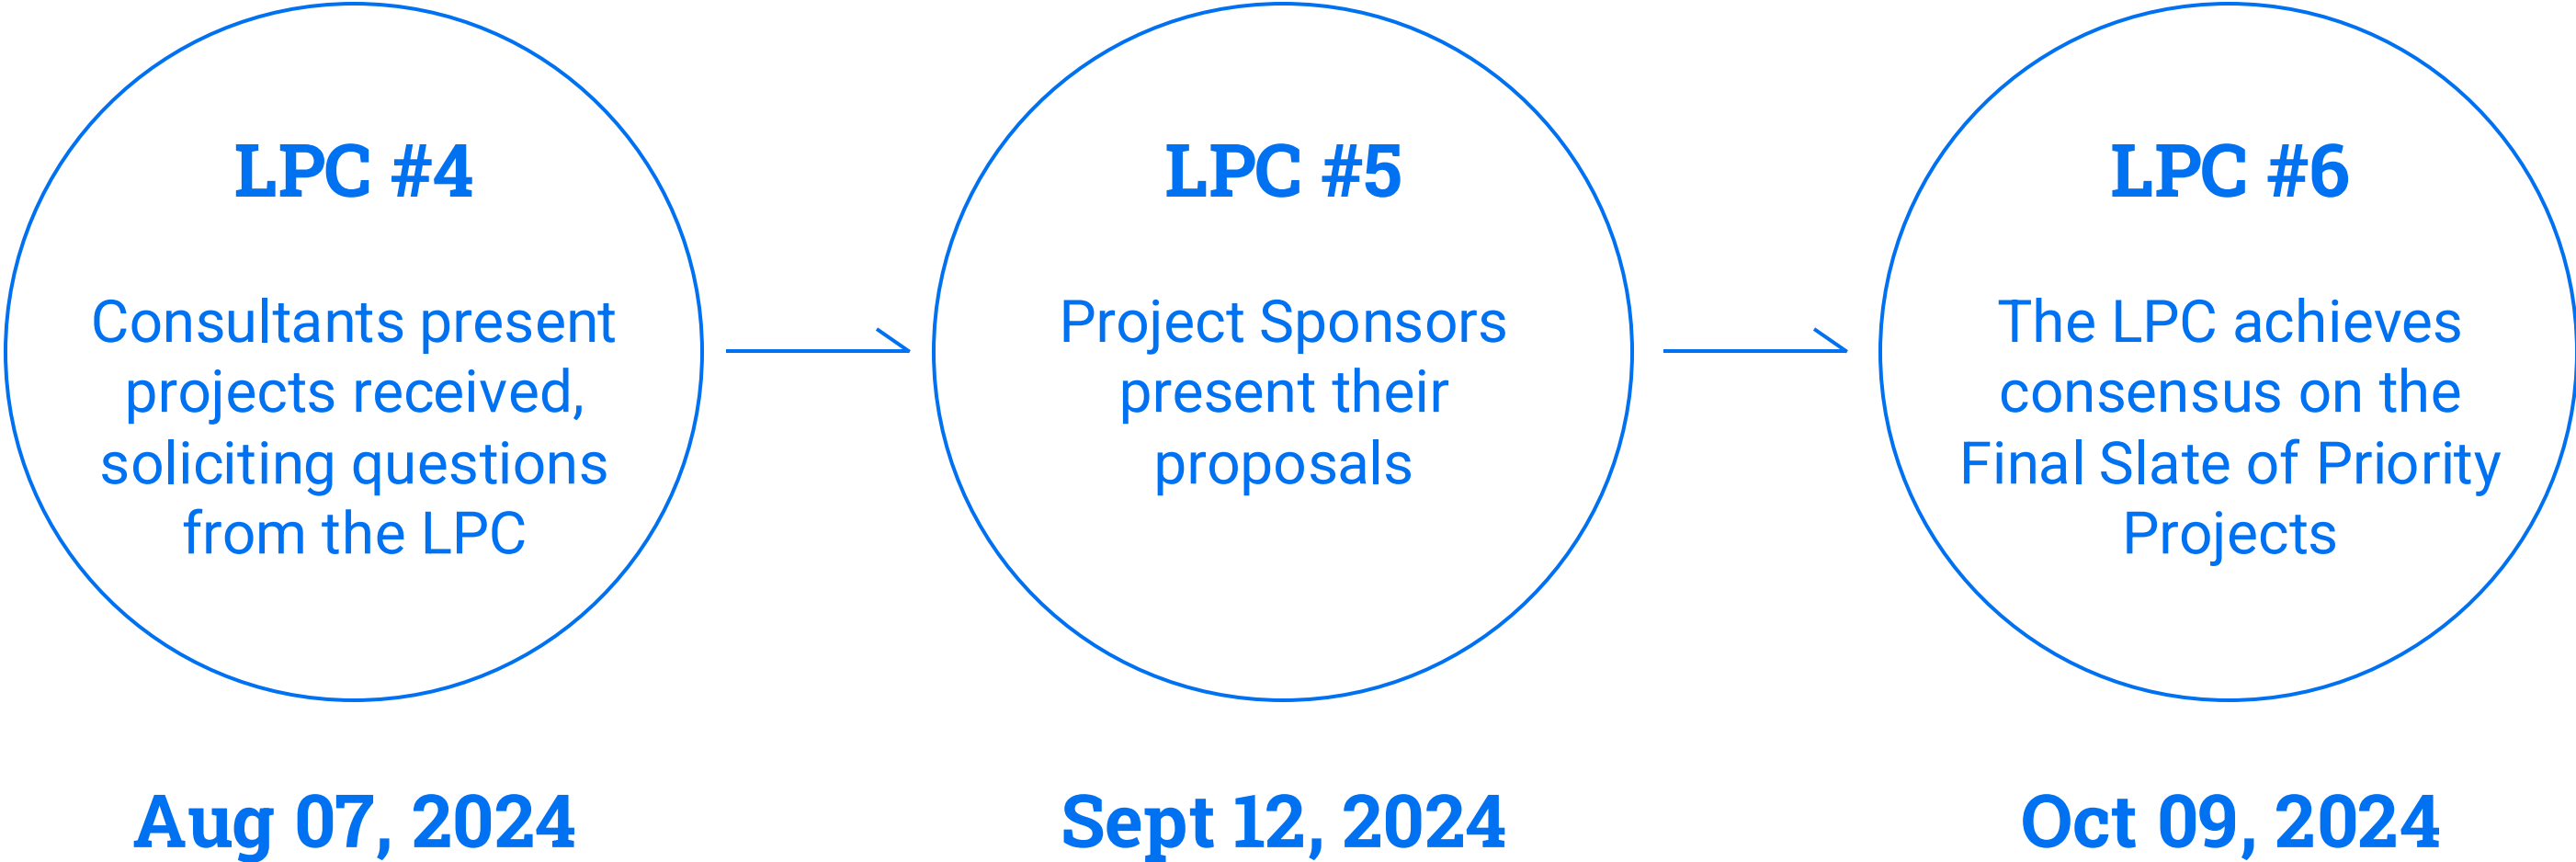 LPC #4
Consultants present
projects received,
soliciting questions
from the LPC
Aug 07, 2024
LPC #5
Project Sponsors
present their
proposals
Sept 12, 2024
LPC #6
The LPC achieves
consensus on the
Final Slate of Priority
Projects
Oct 09, 2024